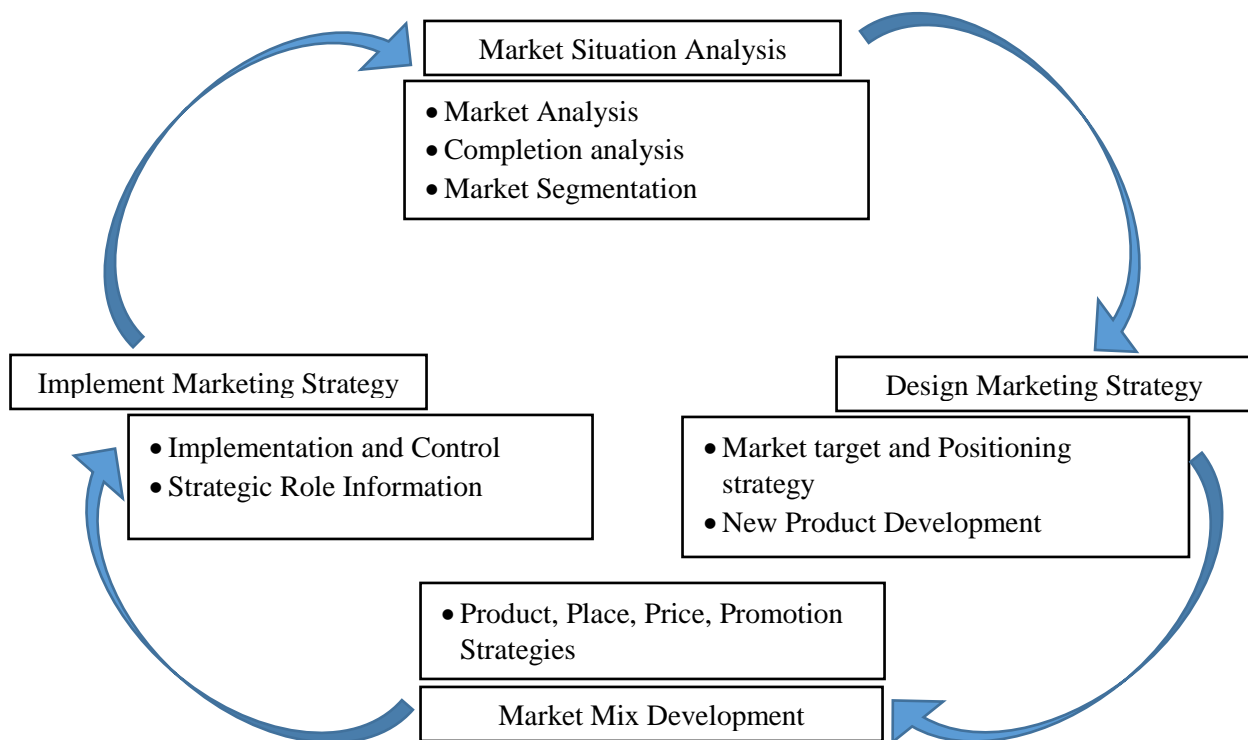 Market Situation Analysis
• Market Analysis
• Completion analysis
• Market Segmentation
Implement Marketing Strategy
• Implementation and Control
• Strategic Role Information
Design Marketing Strategy
• Market target and Positioning
strategy
• New Product Development
• Product, Place, Price, Promotion
Strategies
Market Mix Development